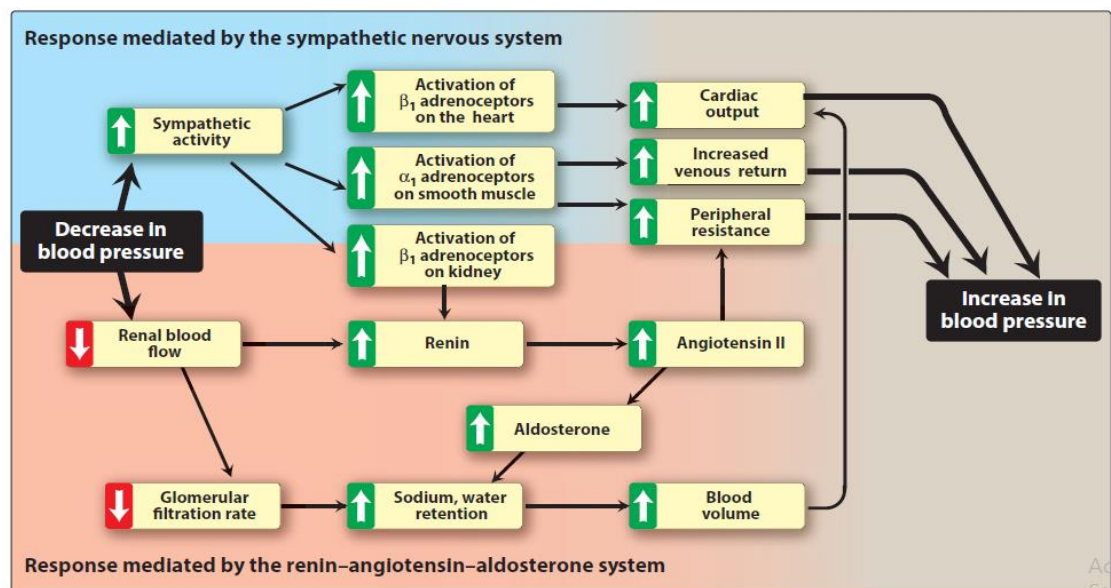 Response mediated by the sympathetic nervous system
Activation of
β1 adrenoceptors
on the heart
Cardiac
output
Sympathetic
activity
Activation of
α1 adrenoceptors
on smooth muscle
Increased
venous return
Decrease in
blood pressure
Activation of
β1 adrenoceptors
on kidney
Peripheral
resistance
Increase in
blood pressure
Renal blood
flow
Renin
Angiotensin II
Aldosterone
Glomerular
filtration rate
Sodium, water
retention
Blood
volume
Response mediated by the renin–angiotensin–aldosterone system